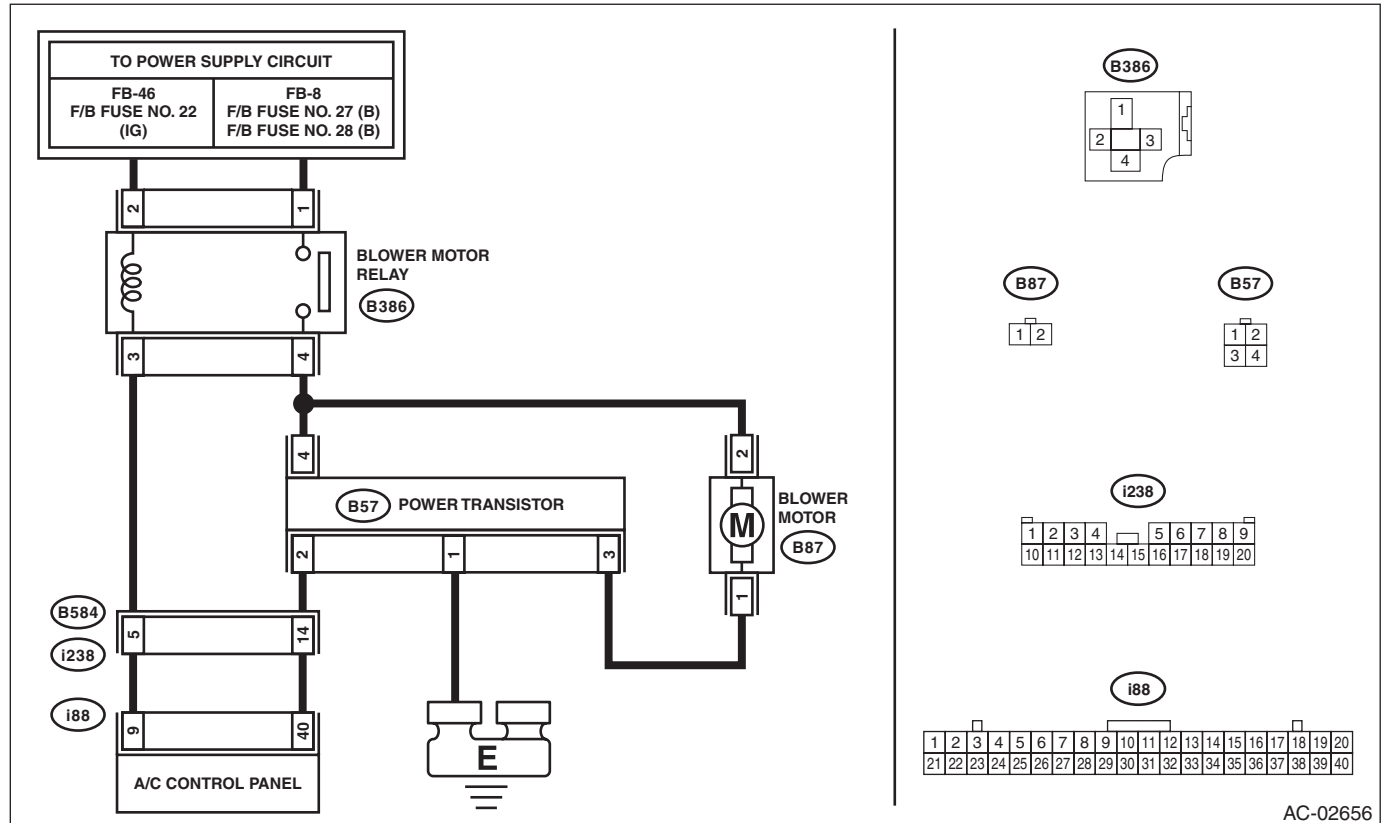 TO POWER SUPPLY CIRCUIT
FB-46
F/B FUSE NO. 22
(IG)
FB-8
F/B FUSE NO. 27 (B)
F/B FUSE NO. 28 (B)
2
1
BLOWER MOTOR
RELAY
B386
3
4
4
B57 POWER TRANSISTOR
2
1
3
2
M
BLOWER
MOTOR
B87
1
B584
i238
5
14
i88
9
40
A/C CONTROL PANEL
E
B386
1
2 3
4
B87
1 2
B57
1 2
3 4
i238
1 2 3 4 5 6 7 8 9
10 11 12 13 14 15 16 17 18 19 20
i88
1 2 3 4 5 6 7 8 9 10 11 12 13 14 15 16 17 18 19 20
21 22 23 24 25 26 27 28 29 30 31 32 33 34 35 36 37 38 39 40
AC-02656